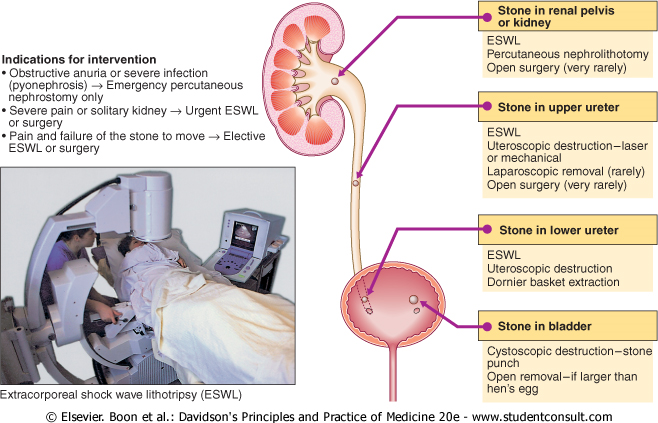 Indications for intervention
• Obstructive anuria or severe infection
(pyonephrosis) → Emergency percutaneous
nephrostomy only
• Severe pain or solitary kidney → Urgent ESWL
or surgery
• Pain and failure of the stone to move → Elective
ESWL or surgery
Extracorporeal shock wave lithotripsy (ESWL)
Stone in renal pelvis
or kidney
ESWL
Percutaneous nephrolithotomy
Open surgery (very rarely)
Stone in upper ureter
ESWL
Uteroscopic destruction–laser
or mechanical
Laparoscopic removal (rarely)
Open surgery (very rarely)
Stone in lower ureter
ESWL
Uteroscopic destruction
Dornier basket extraction
Stone in bladder
Cystoscopic destruction–stone
punch
Open removal–if larger than
hen's egg
© Elsevier. Boon et al.: Davidson's Principles and Practice of Medicine 20e - www.studentconsult.com